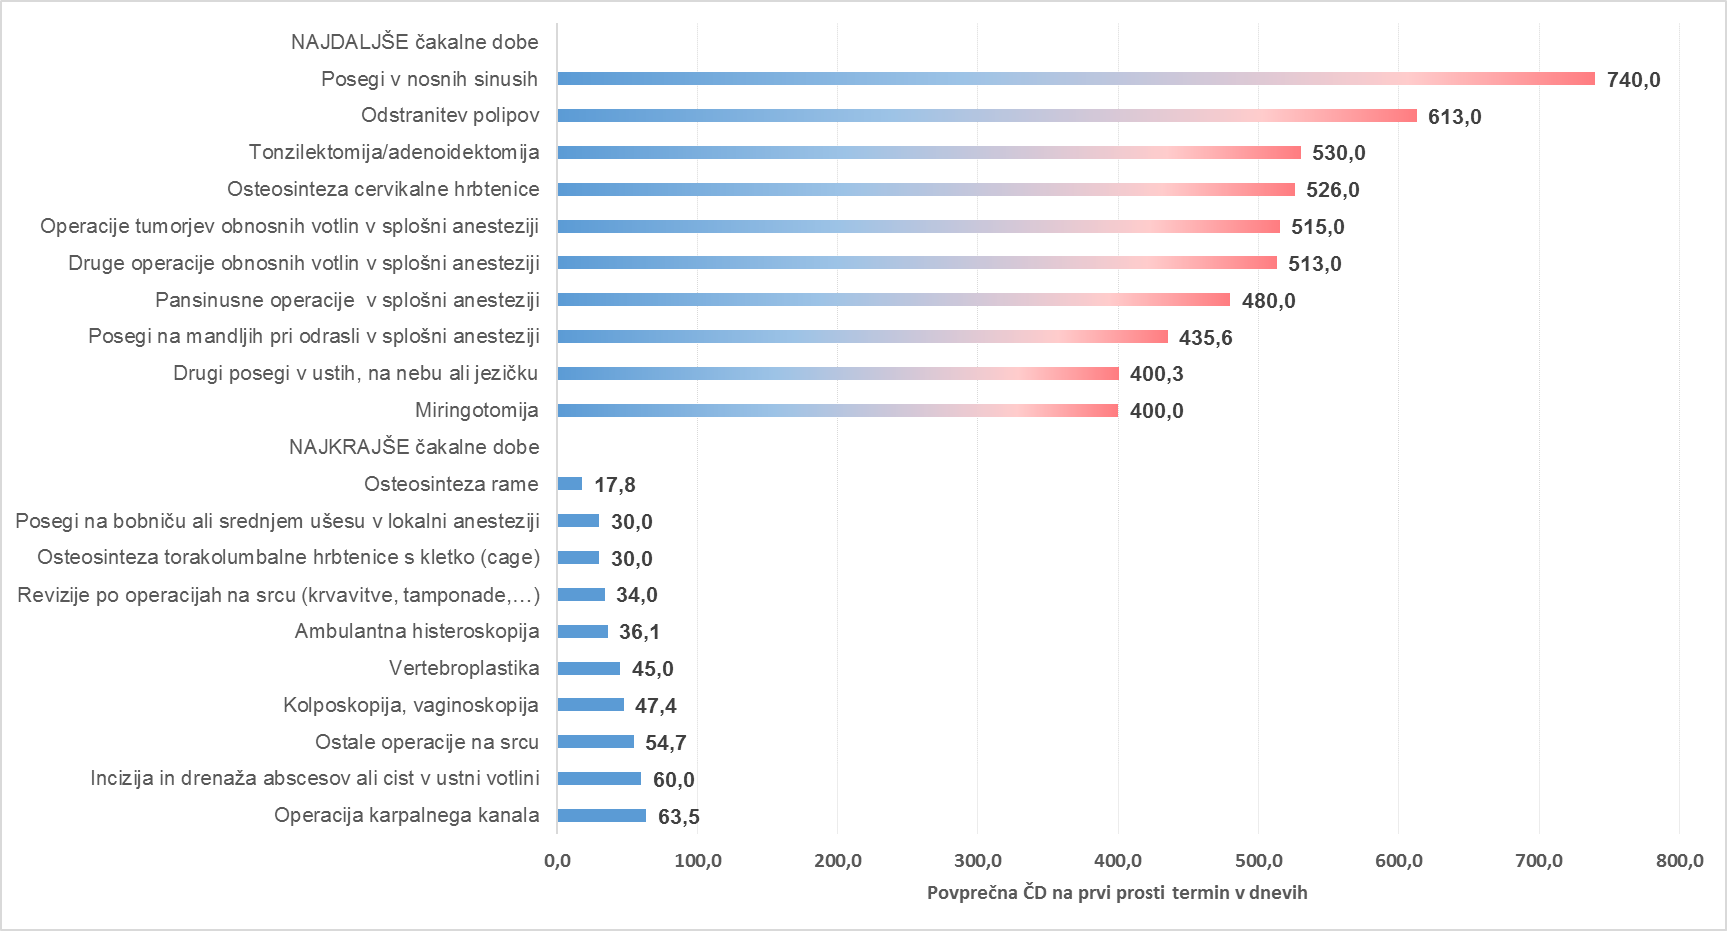 NAJDALJŠE čakalne dobe
Posegi v nosnih sinusih 740,0
Odstranitev polipov 613,0
Tonzilektomija/adenoidektomija 530,0
Osteosinteza cervikalne hrbtenice 526,0
Operacije tumorjev obnosnih votlin v splošni anesteziji 515,0
Druge operacije obnosnih votlin v splošni anesteziji 513,0
Pansinusne operacije  v splošni anesteziji 480,0
Posegi na mandljih pri odrasli v splošni anesteziji 435,6
Drugi posegi v ustih, na nebu ali jezičku 400,3
Miringotomija 400,0
NAJKRAJŠE čakalne dobe
Osteosinteza rame 17,8
Posegi na bobniču ali srednjem ušesu v lokalni anesteziji 30,0
Osteosinteza torakolumbalne hrbtenice s kletko (cage) 30,0
Revizije po operacijah na srcu (krvavitve, tamponade,…) 34,0
Ambulantna histeroskopija 36,1
Vertebroplastika 45,0
Kolposkopija, vaginoskopija 47,4
Ostale operacije na srcu 54,7
Incizija in drenaža abscesov ali cist v ustni votlini 60,0
Operacija karpalnega kanala 63,5
0,0 100,0 200,0 300,0 400,0 500,0 600,0 700,0 800,0
Povprečna ČD na prvi prosti termin v dnevih